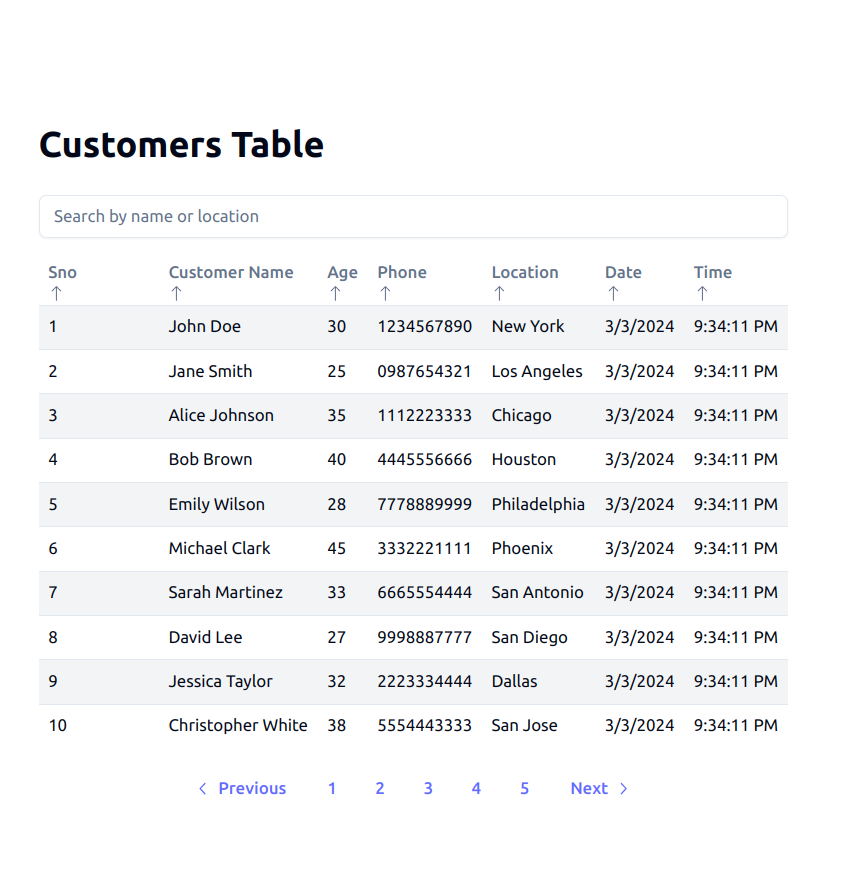 Customers Table
Search by name or location
Sno Customer Name Age Phone Location Date Time
↑ ↑ ↑ ↑ ↑ ↑ ↑
1 John Doe 30 1234567890 New York 3/3/2024 9:34:11 PM
2 Jane Smith 25 0987654321 Los Angeles 3/3/2024 9:34:11 PM
3 Alice Johnson 35 1112223333 Chicago 3/3/2024 9:34:11 PM
4 Bob Brown 40 4445556666 Houston 3/3/2024 9:34:11 PM
5 Emily Wilson 28 7778889999 Philadelphia 3/3/2024 9:34:11 PM
6 Michael Clark 45 3332221111 Phoenix 3/3/2024 9:34:11 PM
7 Sarah Martinez 33 6665554444 San Antonio 3/3/2024 9:34:11 PM
8 David Lee 27 9998887777 San Diego 3/3/2024 9:34:11 PM
9 Jessica Taylor 32 2223334444 Dallas 3/3/2024 9:34:11 PM
10 Christopher White 38 5554443333 San Jose 3/3/2024 9:34:11 PM
< Previous 1 2 3 4 5 Next >